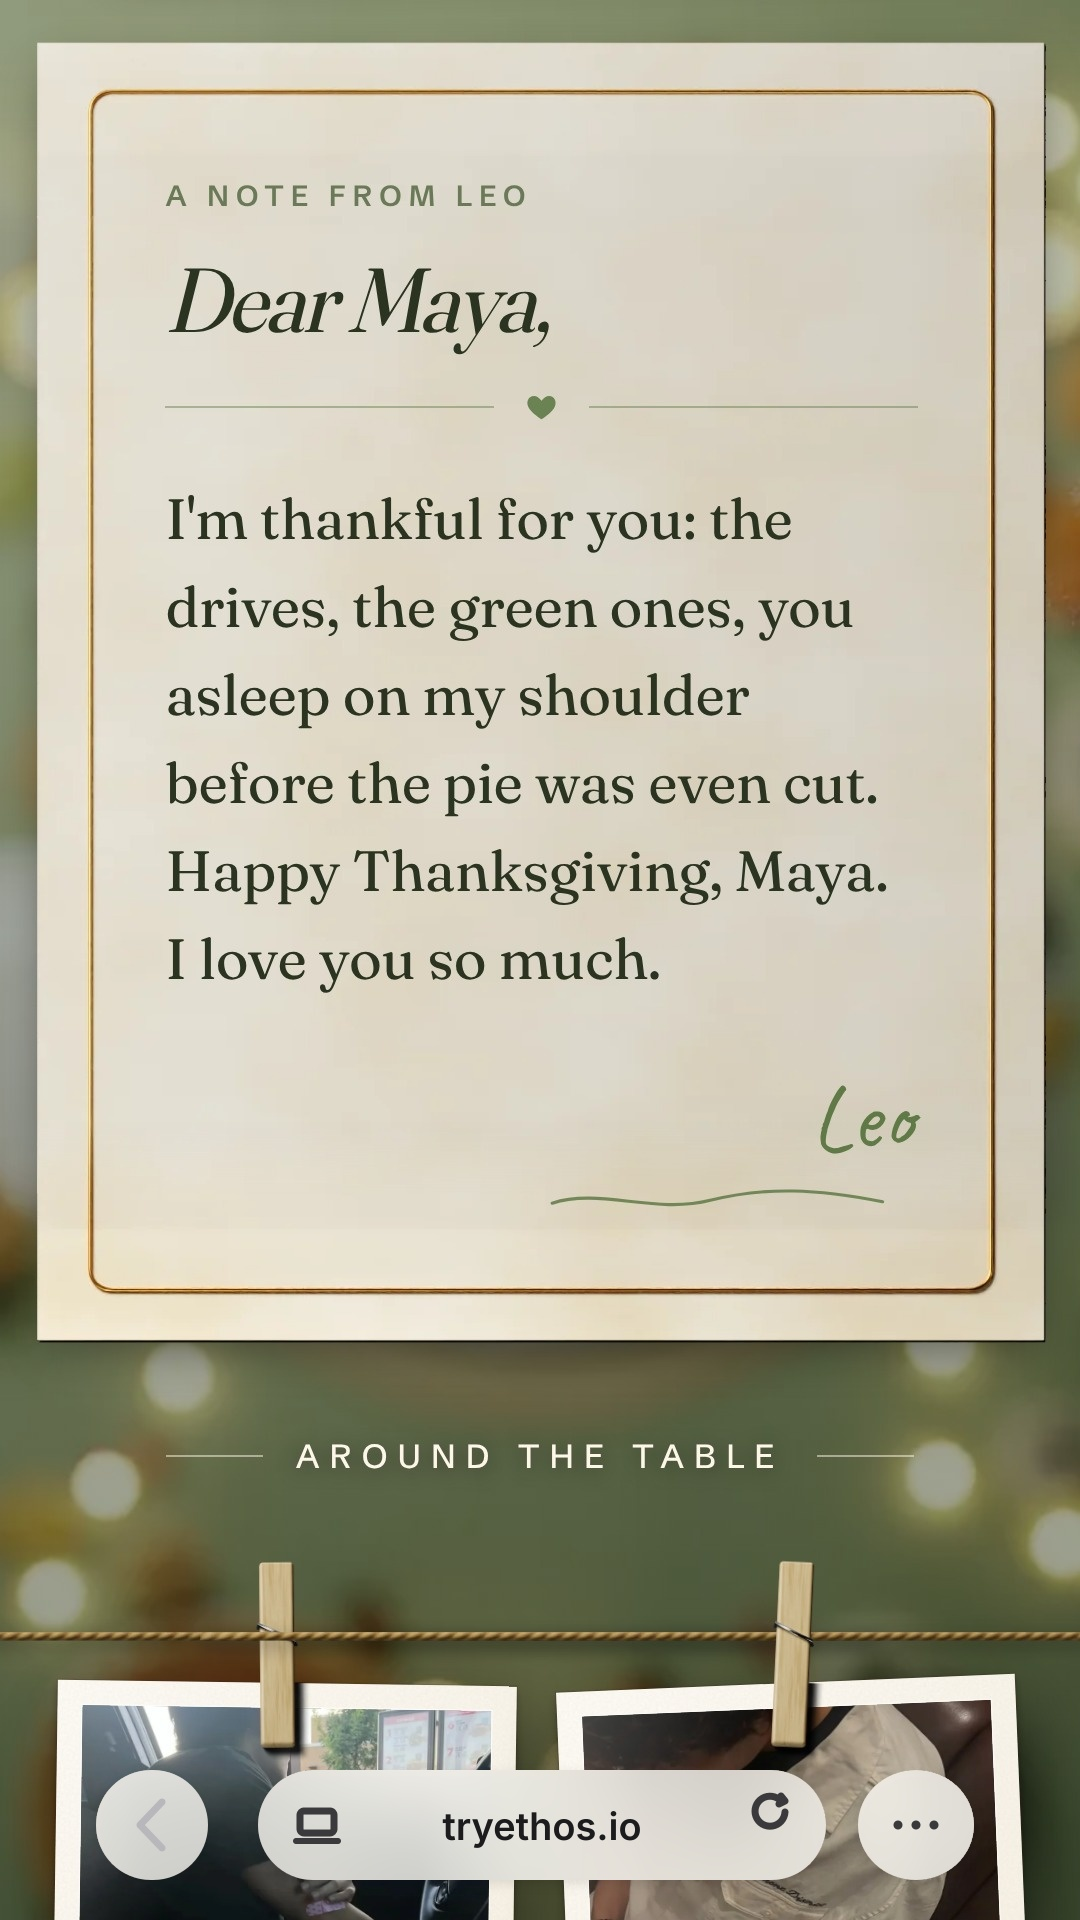 A NOTE FROM LEO
Dear Maya,
I'm thankful for you: the
drives, the green ones, you
asleep on my shoulder
before the pie was even cut.
Happy Thanksgiving, Maya.
I love you so much.
Leo
AROUND THE TABLE
tryethos.io